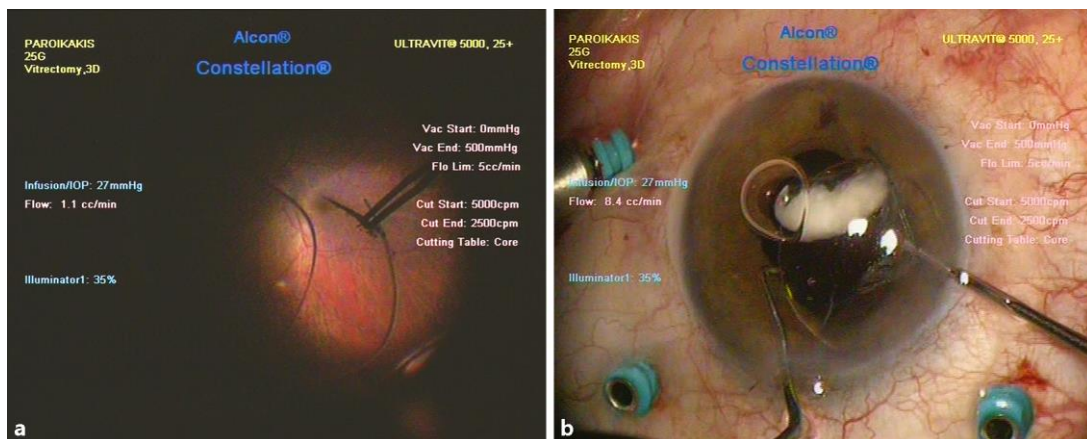 PAROIKAKIS
25G
Vitrectomy,3D
Alcon®
Constellation®
ULTRAVIT® 5000, 25+
Vac Start: 0mmHg
Vac End: 500mmHg
Flo Lim: 5cc/min
Infusion/IOP: 27mmHg
Flow: 1.1 cc/min
Cut Start: 5000cpm
Cut End: 2500cpm
Cutting Table: Core
Illuminator1: 35%
a
PAROIKAKIS
25G
Vitrectomy,3D
Alcon®
Constellation®
ULTRAVIT® 5000, 25+
Vac Start: 0mmHg
Vac End: 500mmHg
Flo Lim: 5cc/min
Infusion/IOP: 27mmHg
Flow: 8.4 cc/min
Cut Start: 5000cpm
Cut End: 2500cpm
Cutting Table: Core
Illuminator1: 35%
b